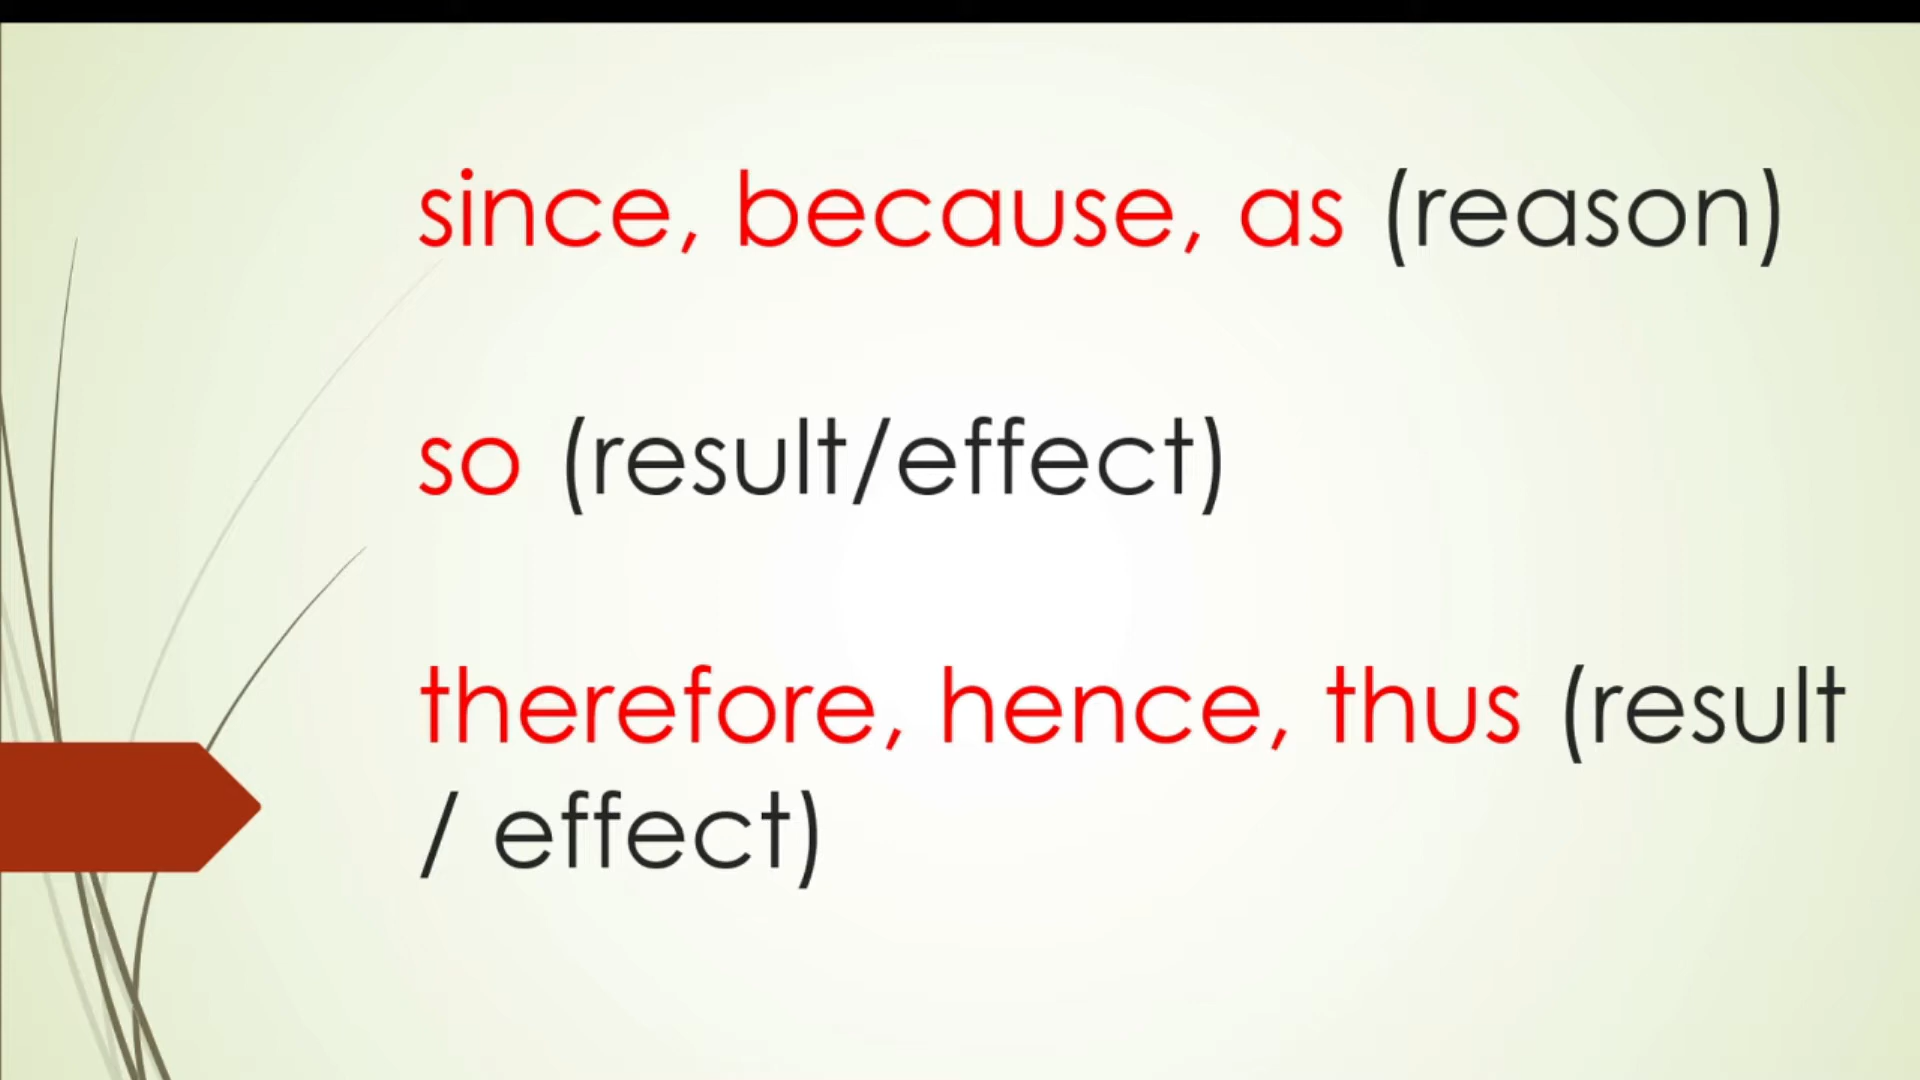 since, because, as (reason)
so (result/effect)
therefore, hence, thus (result
/ effect)